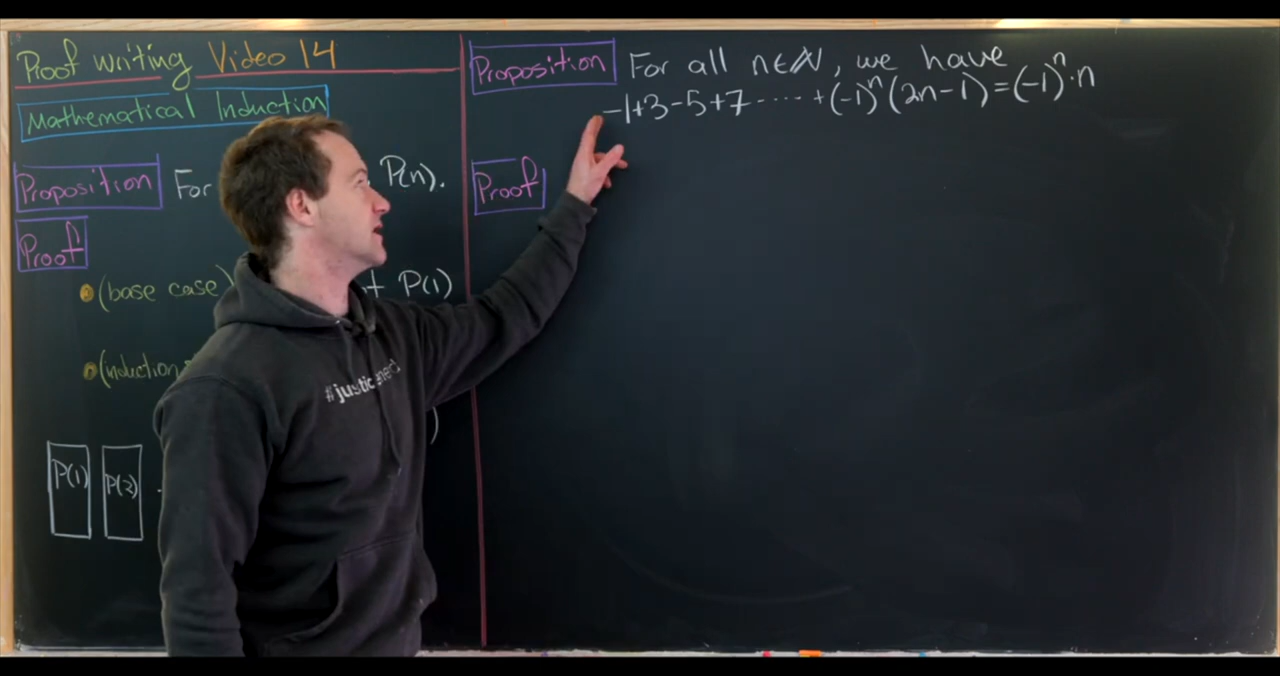 Proof Writing Video 14
Mathematical Induction
Proposition For P(n).
Proof
(base case) P(1)
(induction
P(1) P(2)
Proposition For all n∈ℕ, we have
-1+3-5+7-....+(-1)^n(2n-1)=(-1)^n·n
Proof